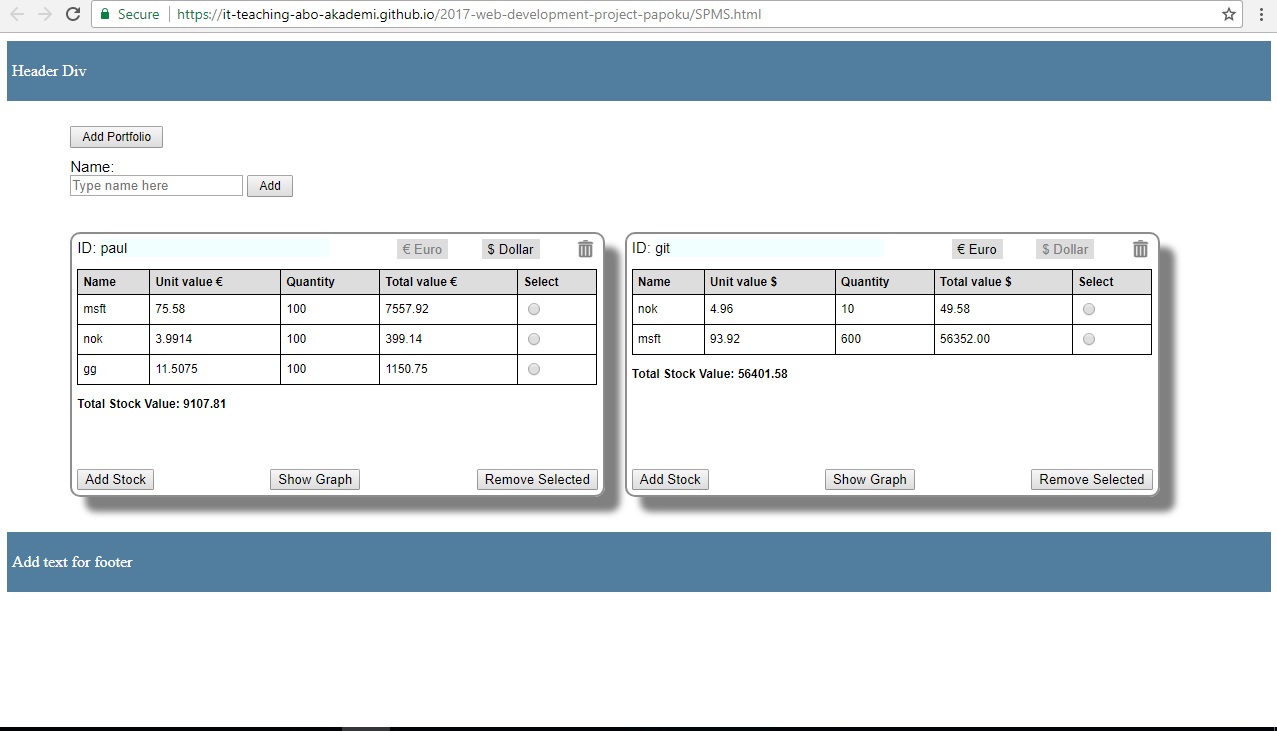 Secure https://it-teaching-abo-akademi.github.io/2017-web-development-project-papoku/SPMS.html
Header Div
Add Portfolio
Name:
Type name here Add
ID: paul € Euro $ Dollar
Name Unit value € Quantity Total value € Select
msft 75.58 100 7557.92
nok 3.9914 100 399.14
gg 11.5075 100 1150.75
Total Stock Value: 9107.81
Add Stock Show Graph Remove Selected
ID: git € Euro $ Dollar
Name Unit value $ Quantity Total value $ Select
nok 4.96 10 49.58
msft 93.92 600 56352.00
Total Stock Value: 56401.58
Add Stock Show Graph Remove Selected
Add text for footer